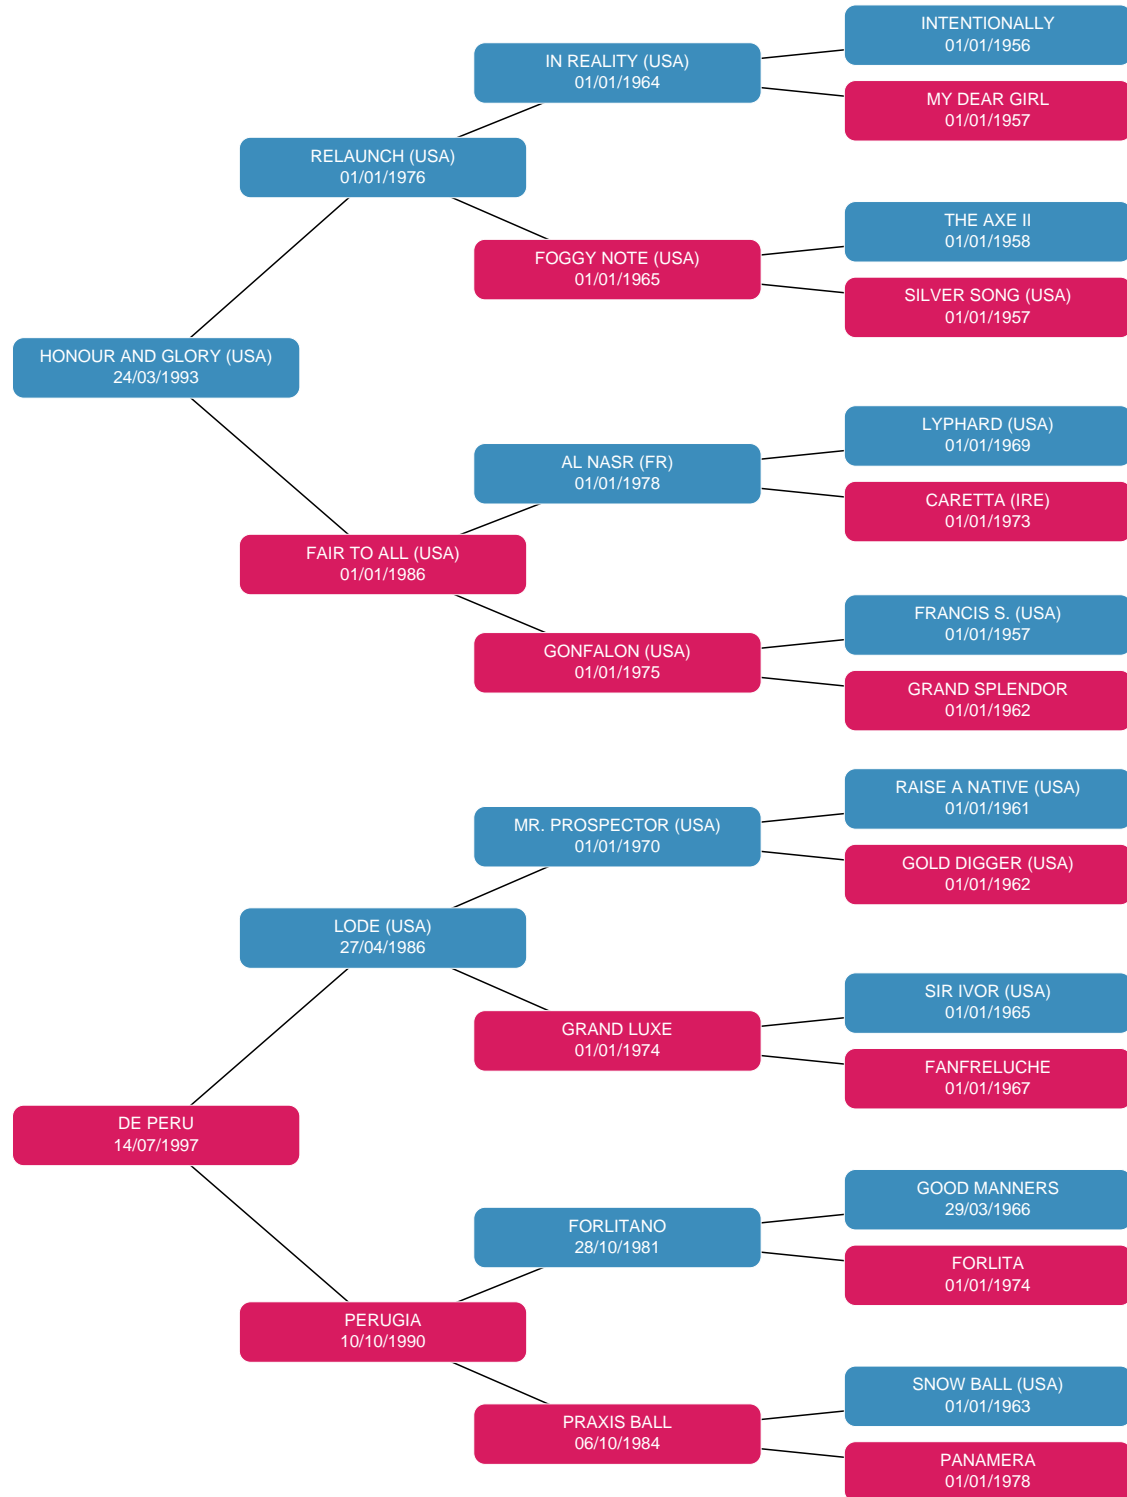 INTENTIONALLY
01/01/1956
IN REALITY (USA)
01/01/1964
MY DEAR GIRL
01/01/1957
RELAUNCH (USA)
01/01/1976
THE AXE II
01/01/1958
FOGGY NOTE (USA)
01/01/1965
SILVER SONG (USA)
01/01/1957
HONOUR AND GLORY (USA)
24/03/1993
LYPHARD (USA)
01/01/1969
AL NASR (FR)
01/01/1978
CARETTA (IRE)
01/01/1973
FAIR TO ALL (USA)
01/01/1986
FRANCIS S. (USA)
01/01/1957
GONFALON (USA)
01/01/1975
GRAND SPLENDOR
01/01/1962
RAISE A NATIVE (USA)
01/01/1961
MR. PROSPECTOR (USA)
01/01/1970
GOLD DIGGER (USA)
01/01/1962
LODE (USA)
27/04/1986
SIR IVOR (USA)
01/01/1965
GRAND LUXE
01/01/1974
FANFRELUCHE
01/01/1967
DE PERU
14/07/1997
GOOD MANNERS
29/03/1966
FORLITANO
28/10/1981
FORLITA
01/01/1974
PERUGIA
10/10/1990
SNOW BALL (USA)
01/01/1963
PRAXIS BALL
06/10/1984
PANAMERA
01/01/1978